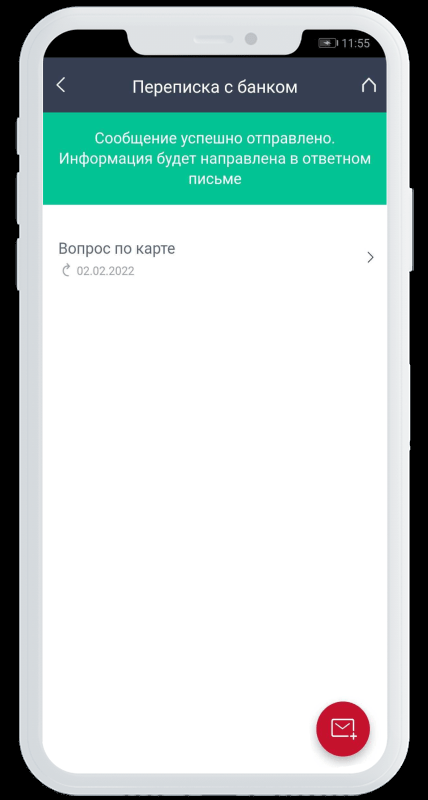 11:55
Переписка с банком
Сообщение успешно отправлено.
Информация будет направлена в ответном
письме
Вопрос по карте
02.02.2022